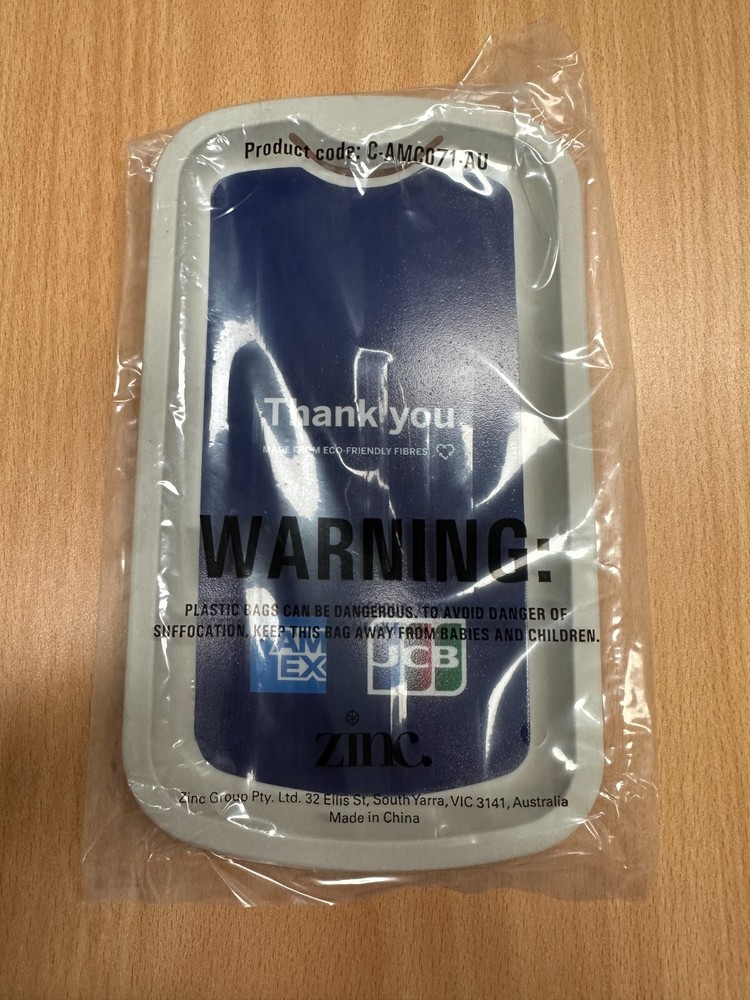 Product code: C-AMC071-AU
Thank you
MADE FROM ECO-FRIENDLY FIBRES
WARNING:
PLASTIC BAGS CAN BE DANGEROUS. TO AVOID DANGER OF
SUFFOCATION, KEEP THIS BAG AWAY FROM BABIES AND CHILDREN.
AM
EX
JCB
zinc.
Zinc Group Pty. Ltd. 32 Ellis St, South Yarra, VIC 3141, Australia
Made in China